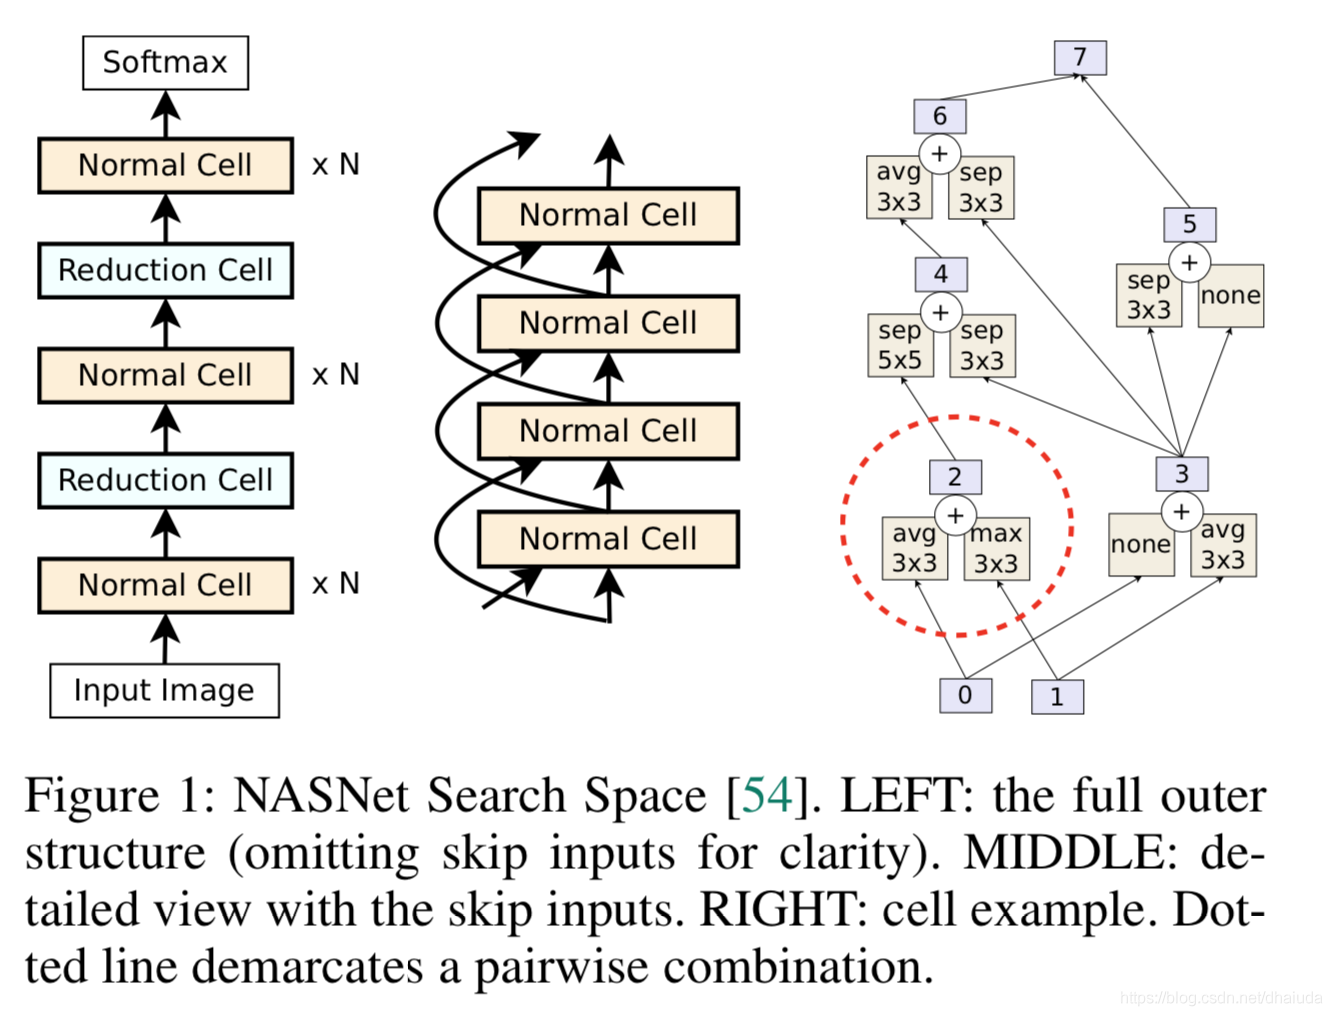 Softmax
Normal Cell
x N
Reduction Cell
Normal Cell
x N
Reduction Cell
Normal Cell
x N
Input Image
Normal Cell
Normal Cell
Normal Cell
Normal Cell
7
6
+
avg
3x3
sep
3x3
5
+
sep
3x3
none
4
+
sep
5x5
sep
3x3
2
+
avg
3x3
max
3x3
3
+
none
avg
3x3
0
1
Figure 1: NASNet Search Space [54]. LEFT: the full outer
structure (omitting skip inputs for clarity). MIDDLE: de-
tailed view with the skip inputs. RIGHT: cell example. Dot-
ted line demarcates a pairwise combination.
https://blog.csdn.net/dhaiuda